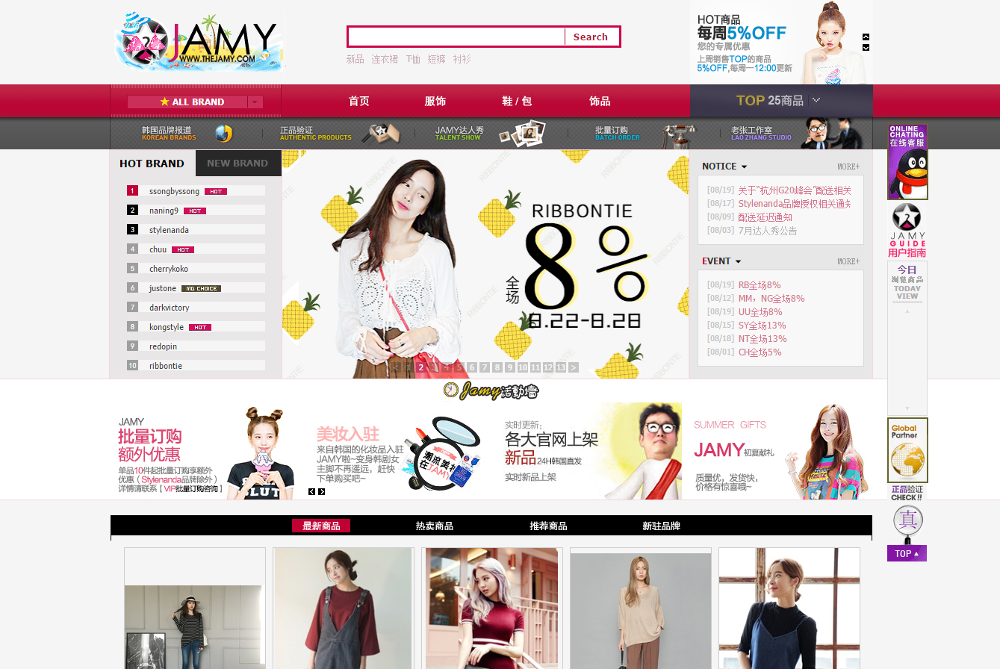 JAMY
WWW.THEJAMY.COM
Search
新品 连衣裙 T恤 短裤 衬衫
HOT商品
每周5%OFF
您的专属优惠
上周销售TOP的商品
5%OFF,每周一12:00更新
ALL BRAND
首页 服饰 鞋 / 包 饰品
TOP 25商品
韩国品牌报道
KOREAN BRANDS
正品验证
AUTHENTIC PRODUCTS
JAMY达人秀
TALENT SHOW
批量订购
BATCH ORDER
老张工作室
LAO ZHANG STUDIO
HOT BRAND
NEW BRAND
1 ssongbyssong HOT
2 naning9 HOT
3 stylenanda
4 chuu HOT
5 cherrykoko
6 justone MD CHOICE
7 darkvictory
8 kongstyle HOT
9 redopin
10 ribbontie
RIBBONTIE
全场
8%
8.22-8.28
< 1 2 3 4 5 6 7 8 9 10 11 12 13 >
NOTICE
MORE+
[08/19] 关于“杭州G20峰会”配送相关
[08/17] Stylenanda品牌授权相关通知
[08/09] 配送延迟通知
[08/03] 7月达人秀公告
EVENT
MORE+
[08/19] RB全场8%
[08/12] MM，NG全场8%
[08/19] UU全场8%
[08/15] SY全场13%
[08/18] NT全场13%
[08/01] CH全场5%
ONLINE
CHATING
在线客服
JAMY
GUIDE
用户指南
今日
浏览商品
TODAY
VIEW
Global
Partner
正品验证
CHECK!!
真
TOP
Jamy活動墙
JAMY
批量订购
额外优惠
单品10件起批量订购享额外
优惠（Stylenanda品牌除外）
详情请联系【VIP批量订购咨询】
SLUT
美妆入驻
来自韩国的化妆品入驻
JAMY啦~变身韩剧女
主脚不再遥远，赶快
下单购买吧~
潮流美妆
在JAMY
实时更新：
各大官网上架
新品24H韩国直发
实时新品上架
SUMMER GIFTS
JAMY初夏献礼
质量优，发货快，
价格有惊喜哦~
最新商品 热卖商品 推荐商品 新驻品牌